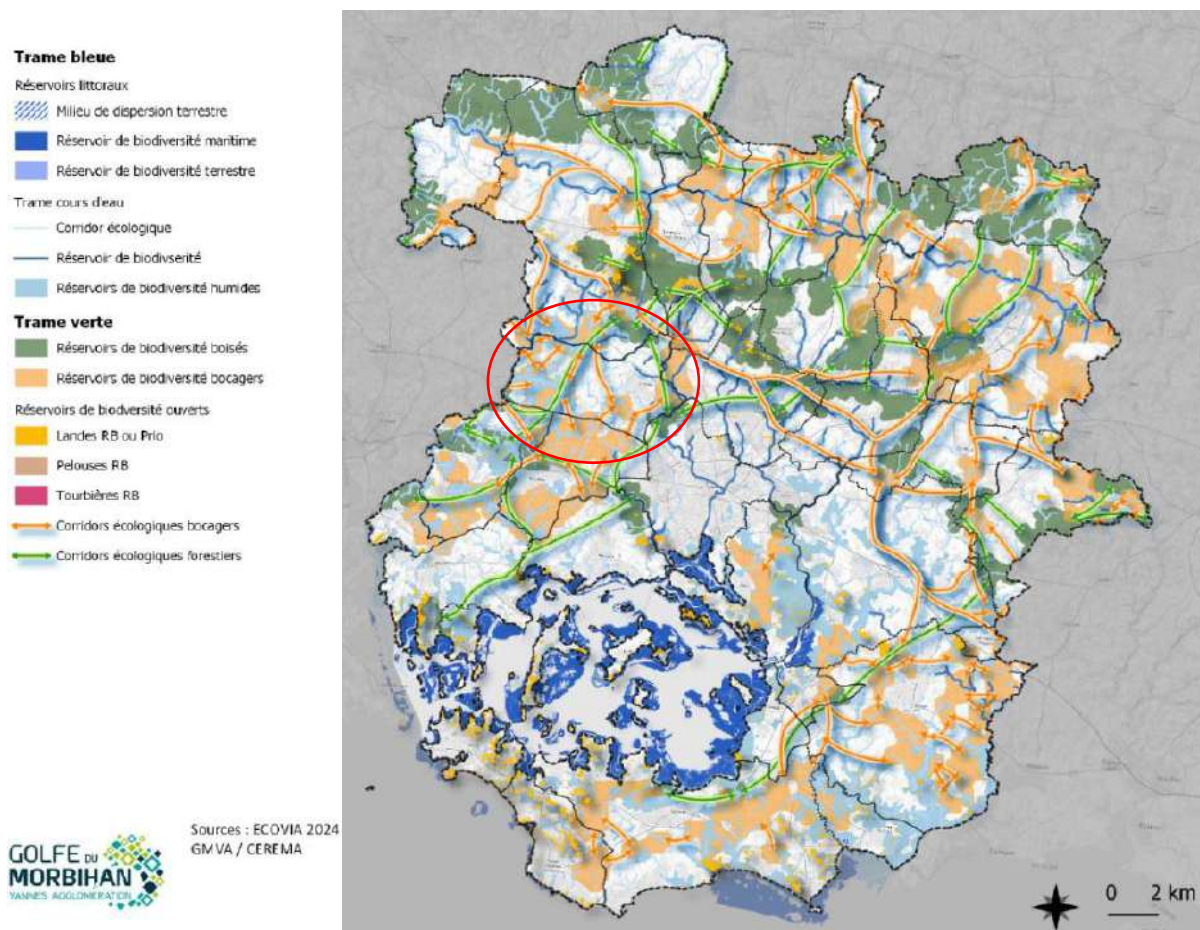 Trame bleue
Réservoirs littoraux
Milieu de dispersion terrestre
Réservoir de biodiversité maritime
Réservoir de biodiversité terrestre
Trame cours d'eau
Corridor écologique
Réservoir de biodivserité
Réservoirs de biodiversité humides
Trame verte
Réservoirs de biodiversité boisés
Réservoirs de biodiversité bocagers
Réservoirs de biodversité ouverts
Landes RB ou Prio
Pelouses RB
Tourbières RB
Corridors écologiques bocagers
Corridors écologiques forestiers
Sources : ECOVIA 2024
GMVA / CEREMA
GOLFE DU
MORBIHAN
VANNES AGGLOMÉRATION
0 2 km